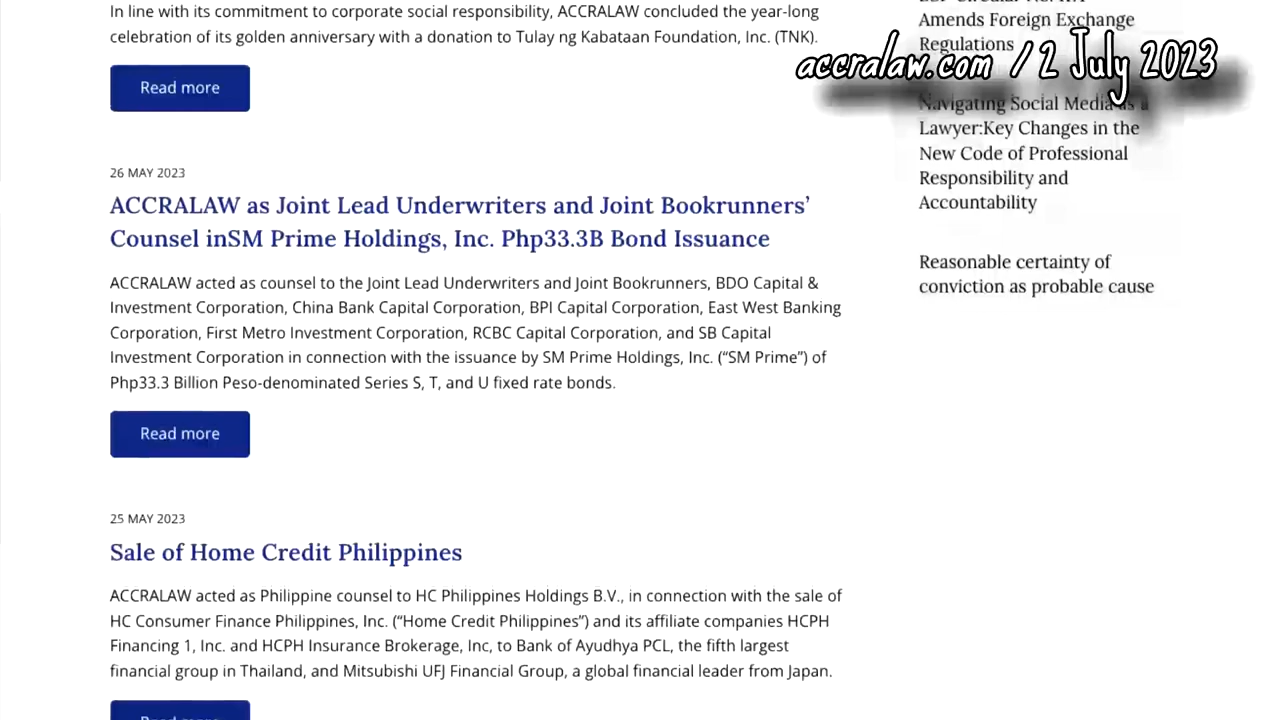 In line with its commitment to corporate social responsibility, ACCRALAW concluded the year-long
celebration of its golden anniversary with a donation to Tulay ng Kabataan Foundation, Inc. (TNK).
Read more
26 MAY 2023
ACCRALAW as Joint Lead Underwriters and Joint Bookrunners’
Counsel inSM Prime Holdings, Inc. Php33.3B Bond Issuance
ACCRALAW acted as counsel to the Joint Lead Underwriters and Joint Bookrunners, BDO Capital &
Investment Corporation, China Bank Capital Corporation, BPI Capital Corporation, East West Banking
Corporation, First Metro Investment Corporation, RCBC Capital Corporation, and SB Capital
Investment Corporation in connection with the issuance by SM Prime Holdings, Inc. (“SM Prime”) of
Php33.3 Billion Peso-denominated Series S, T, and U fixed rate bonds.
Read more
25 MAY 2023
Sale of Home Credit Philippines
ACCRALAW acted as Philippine counsel to HC Philippines Holdings B.V., in connection with the sale of
HC Consumer Finance Philippines, Inc. (“Home Credit Philippines”) and its affiliate companies HCPH
Financing 1, Inc. and HCPH Insurance Brokerage, Inc, to Bank of Ayudhya PCL, the fifth largest
financial group in Thailand, and Mitsubishi UFJ Financial Group, a global financial leader from Japan.
Read more
Amends Foreign Exchange
Regulations
accralaw.com / 2 July 2023
Navigating Social Media as a
Lawyer:Key Changes in the
New Code of Professional
Responsibility and
Accountability
Reasonable certainty of
conviction as probable cause